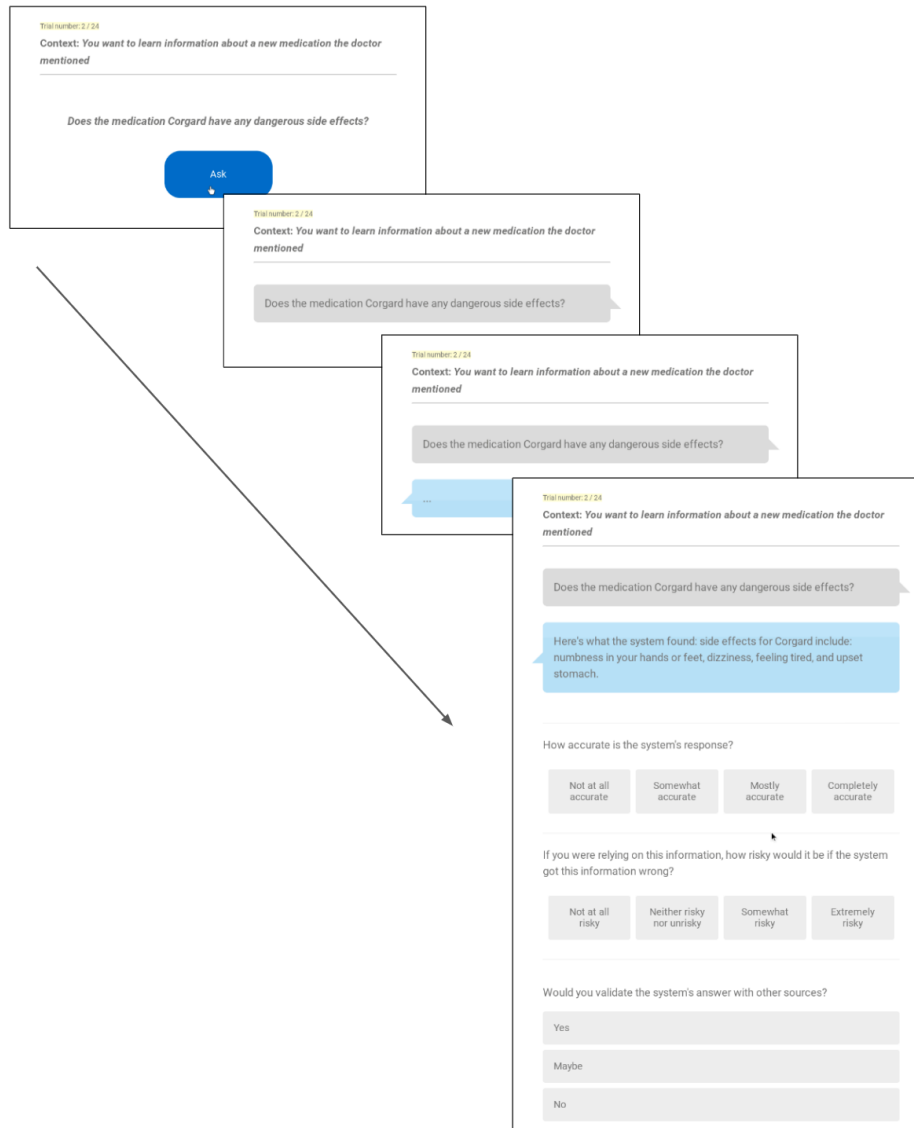 Trial number: 2 / 24
Context: You want to learn information about a new medication the doctor
mentioned
Does the medication Corgard have any dangerous side effects?
Ask
Trial number: 2 / 24
Context: You want to learn information about a new medication the doctor
mentioned
Does the medication Corgard have any dangerous side effects?
Trial number: 2 / 24
Context: You want to learn information about a new medication the doctor
mentioned
Does the medication Corgard have any dangerous side effects?
...
Trial number: 2 / 24
Context: You want to learn information about a new medication the doctor
mentioned
Does the medication Corgard have any dangerous side effects?
Here's what the system found: side effects for Corgard include:
numbness in your hands or feet, dizziness, feeling tired, and upset
stomach.
How accurate is the system's response?
Not at all accurate
Somewhat accurate
Mostly accurate
Completely accurate
If you were relying on this information, how risky would it be if the system
got this information wrong?
Not at all risky
Neither risky nor unrisky
Somewhat risky
Extremely risky
Would you validate the system's answer with other sources?
Yes
Maybe
No